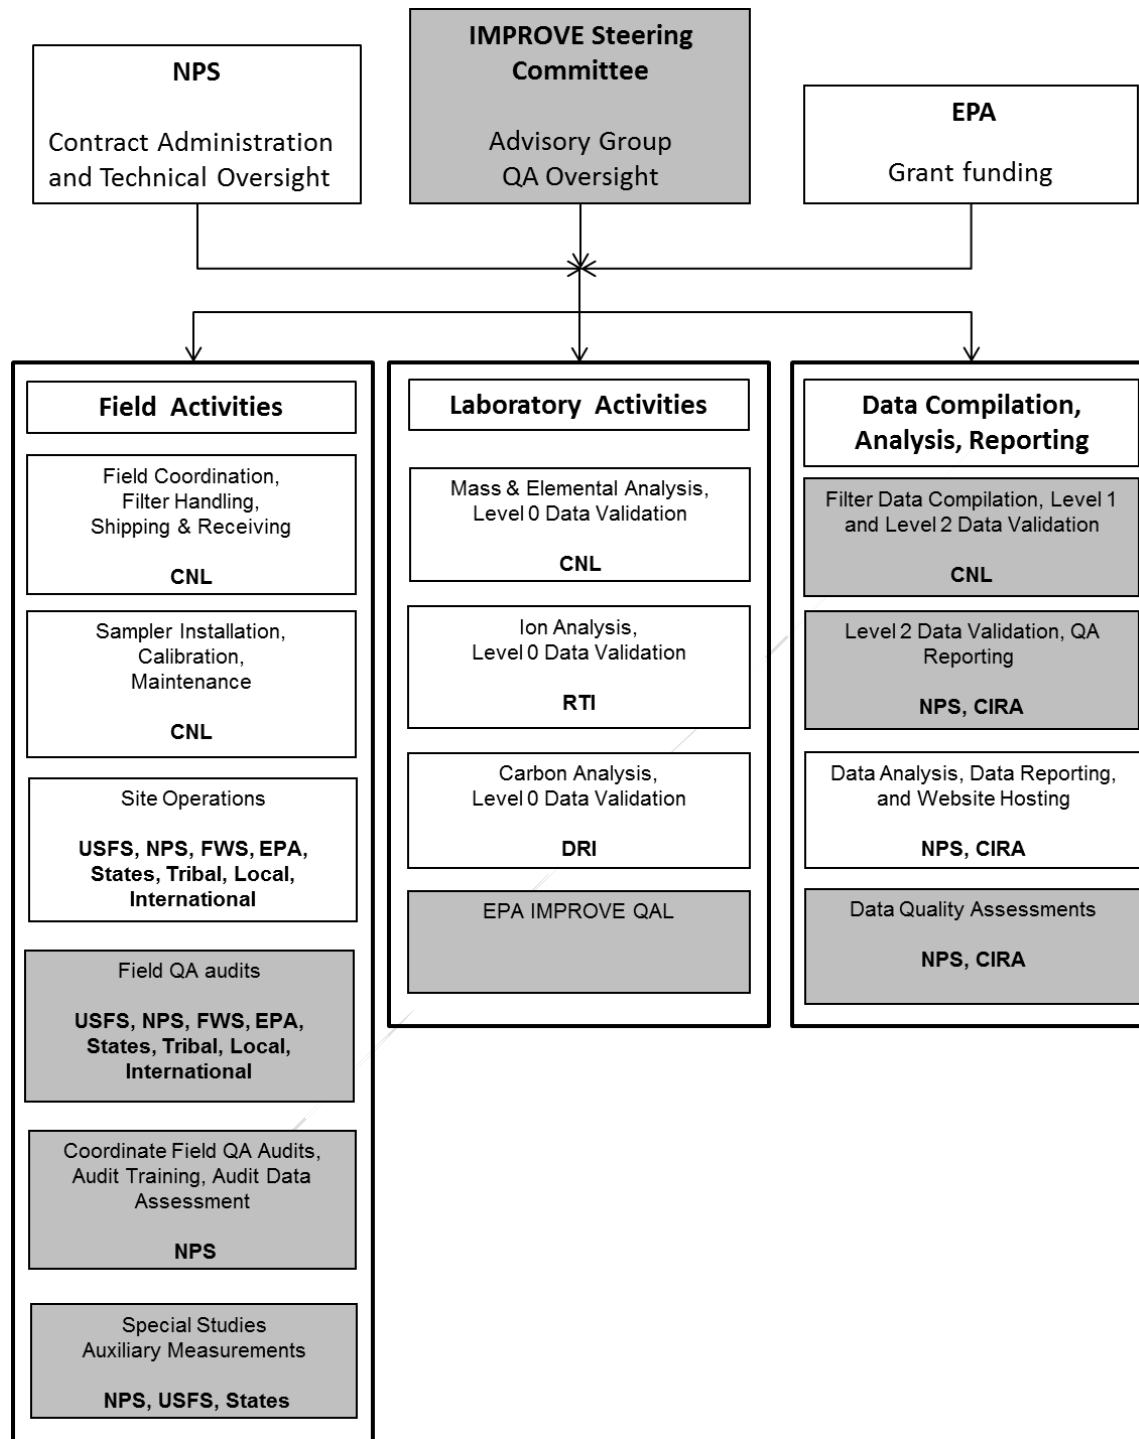 NPS
Contract Administration
and Technical Oversight
IMPROVE Steering
Committee
Advisory Group
QA Oversight
EPA
Grant funding
Field Activities
Field Coordination,
Filter Handling,
Shipping & Receiving
CNL
Sampler Installation,
Calibration,
Maintenance
CNL
Site Operations
USFS, NPS, FWS, EPA,
States, Tribal, Local,
International
Field QA audits
USFS, NPS, FWS, EPA,
States, Tribal, Local,
International
Coordinate Field QA Audits,
Audit Training, Audit Data
Assessment
NPS
Special Studies
Auxiliary Measurements
NPS, USFS, States
Laboratory Activities
Mass & Elemental Analysis,
Level 0 Data Validation
CNL
Ion Analysis,
Level 0 Data Validation
RTI
Carbon Analysis,
Level 0 Data Validation
DRI
EPA IMPROVE QAL
Data Compilation,
Analysis, Reporting
Filter Data Compilation, Level 1
and Level 2 Data Validation
CNL
Level 2 Data Validation, QA
Reporting
NPS, CIRA
Data Analysis, Data Reporting,
and Website Hosting
NPS, CIRA
Data Quality Assessments
NPS, CIRA